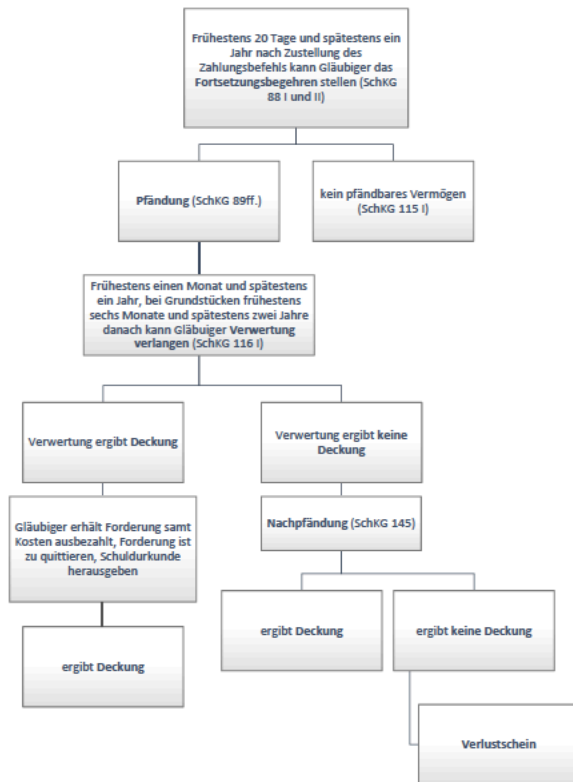 Frühestens 20 Tage und spätestens ein
Jahr nach Zustellung des
Zahlungsbefehls kann Gläubiger das
Fortsetzungsbegehren stellen (SchKG
88 I und II)
Pfändung (SchKG 89ff.)
kein pfändbares Vermögen
(SchKG 115 I)
Frühestens einen Monat und spätestens
ein Jahr, bei Grundstücken frühestens
sechs Monate und spätestens zwei Jahre
danach kann Gläbuiger Verwertung
verlangen (SchKG 116 I)
Verwertung ergibt Deckung
Verwertung ergibt keine
Deckung
Gläubiger erhält Forderung samt
Kosten ausbezahlt, Forderung ist
zu quittieren, Schuldurkunde
herausgeben
Nachpfändung (SchKG 145)
ergibt Deckung
ergibt Deckung
ergibt keine Deckung
Verlustschein